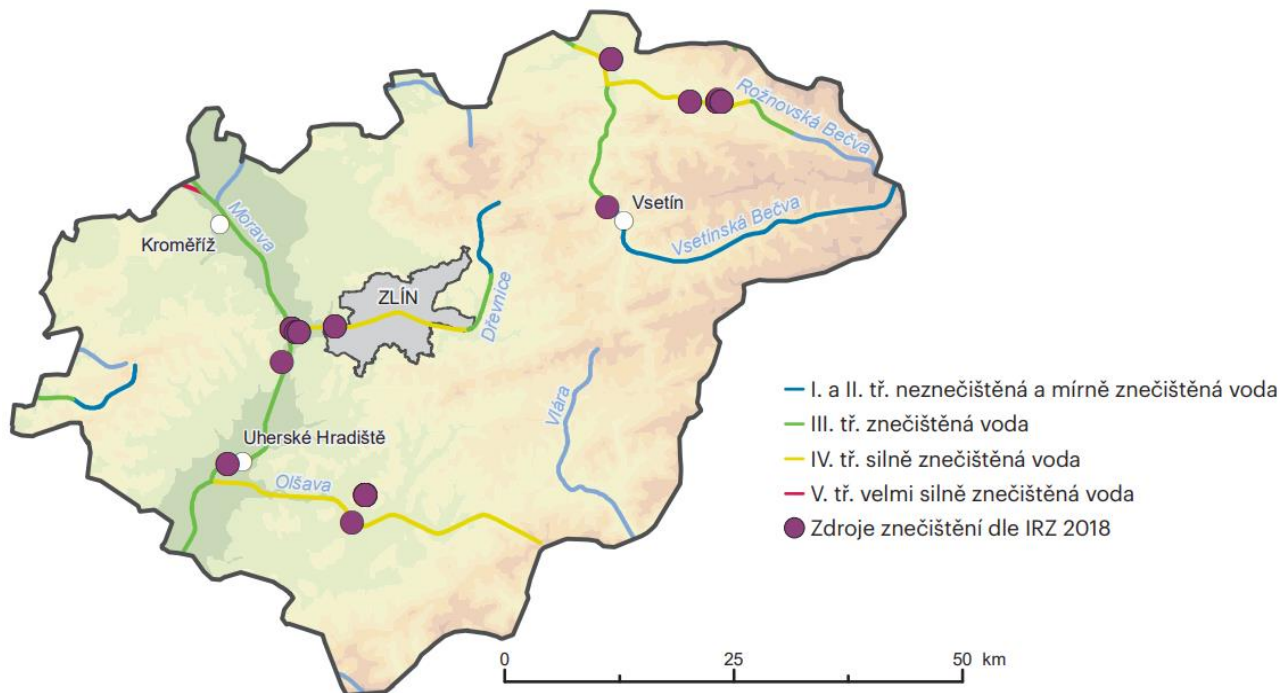 Rožnovská Bečva
Vsetín
Morava
Kroměříž
Vsetínská Bečva
ZLÍN
Dřevnice
Vlára
Uherské Hradiště
Olšava
I. a II. tř. neznečištěná a mírně znečištěná voda
III. tř. znečištěná voda
IV. tř. silně znečištěná voda
V. tř. velmi silně znečištěná voda
Zdroje znečištění dle IRZ 2018
0 25 50 km